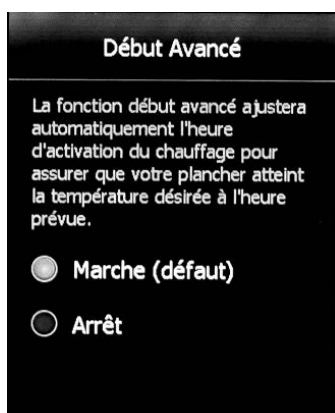 Début Avancé
La fonction début avancé ajustera
automatiquement l'heure
d'activation du chauffage pour
assurer que votre plancher atteint
la température désirée à l'heure
prévue.
Marche (défaut)
Arrêt